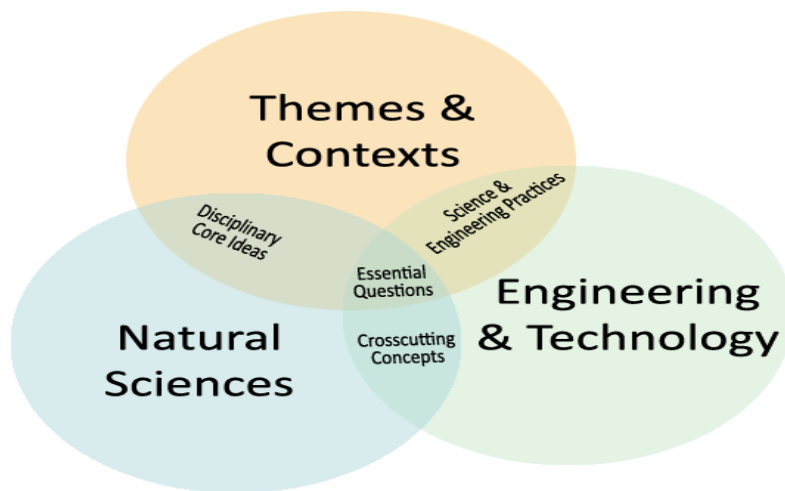 Themes &
Contexts
Disciplinary
Core Ideas
Science &
Engineering Practices
Essential
Questions
Engineering
& Technology
Natural
Sciences
Crosscutting
Concepts